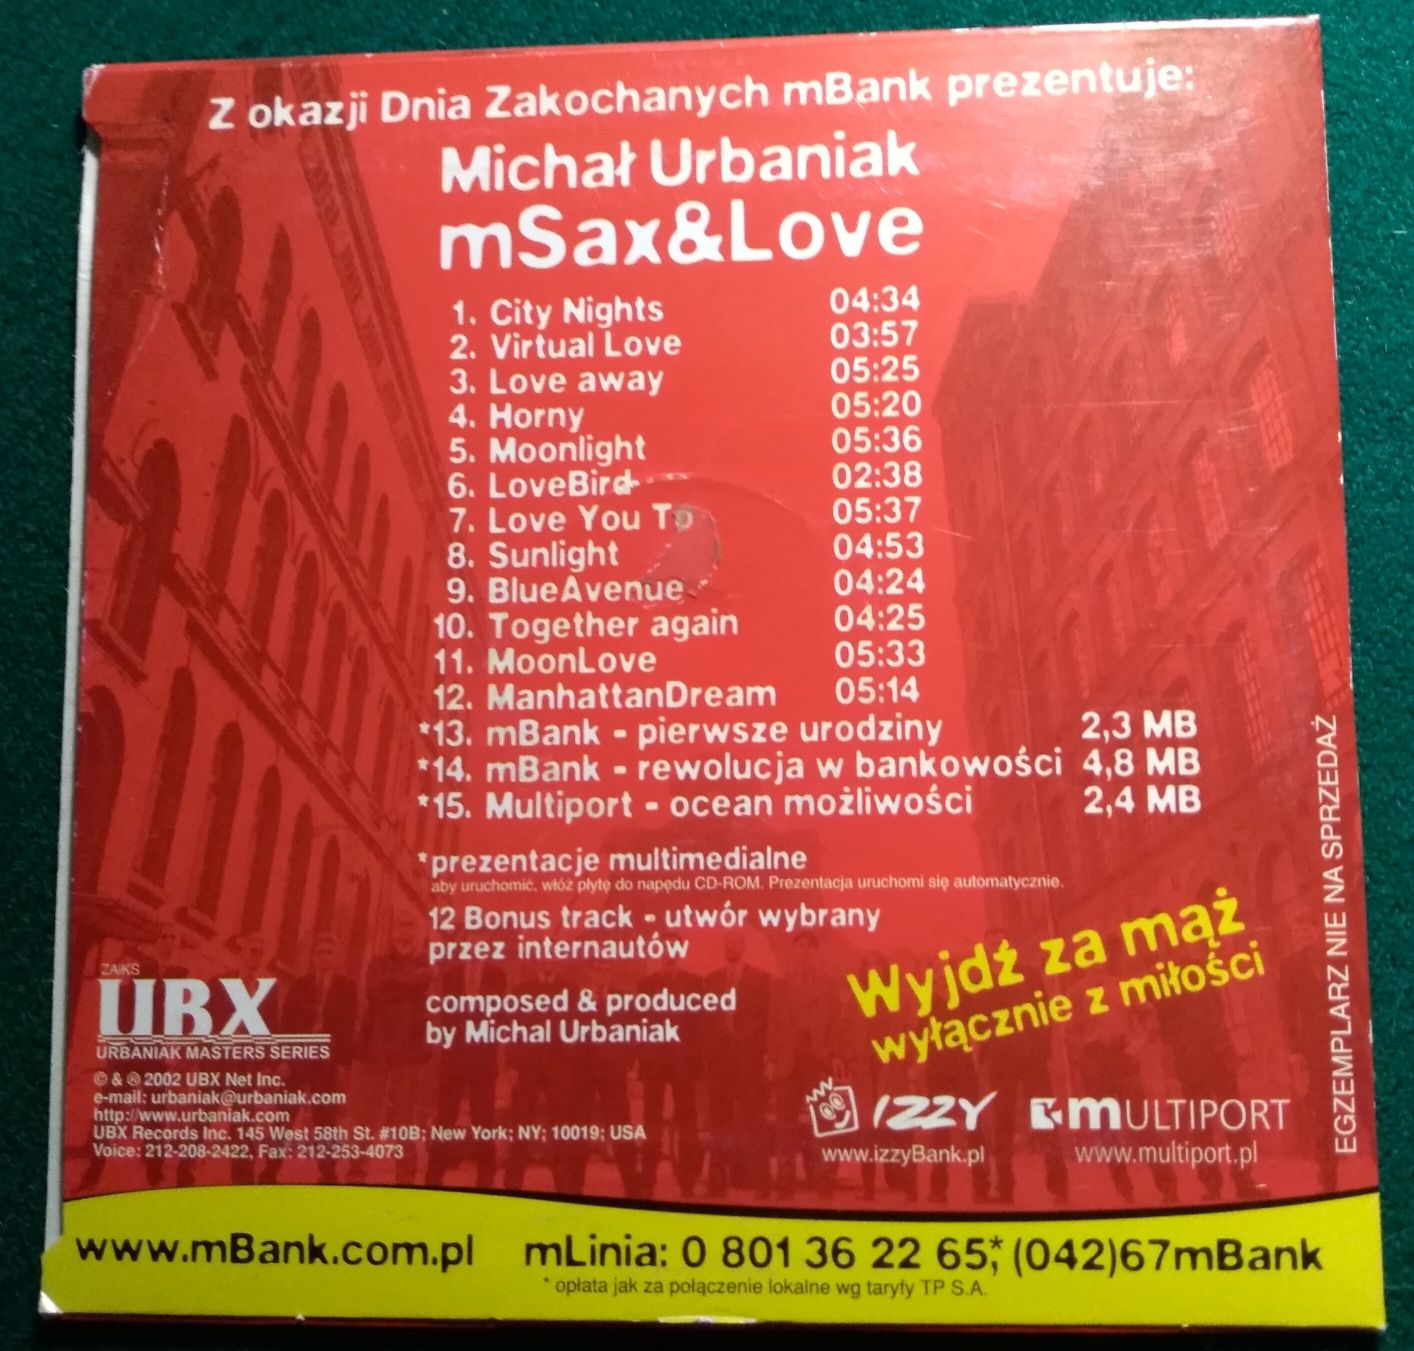 Z okazji Dnia Zakochanych mBank prezentuje:
Michał Urbaniak
mSax&Love
1. City Nights 04:34
2. Virtual Love 03:57
3. Love away 05:25
4. Horny 05:20
5. Moonlight 05:36
6. LoveBird 02:38
7. Love You To 05:37
8. Sunlight 04:53
9. BlueAvenue 04:24
10. Together again 04:25
11. MoonLove 05:33
12. ManhattanDream 05:14
*13. mBank - pierwsze urodziny 2,3 MB
*14. mBank - rewolucja w bankowości 4,8 MB
*15. Multiport - ocean możliwości 2,4 MB
*prezentacje multimedialne
aby uruchomić, włóż płytę do napędu CD-ROM. Prezentacja uruchomi się automatycznie.
12 Bonus track - utwór wybrany
przez internautów
composed & produced
by Michal Urbaniak
Wyjdź za mąż
wyłącznie z miłości
EGZEMPLARZ NIE NA SPRZEDAŻ
ZAIKS
UBX
URBANIAK MASTERS SERIES
© & ® 2002 UBX Net Inc.
e-mail: urbaniak@urbaniak.com
http://www.urbaniak.com
UBX Records Inc. 145 West 58th St. #10B; New York; NY; 10019; USA
Voice: 212-208-2422, Fax: 212-253-4073
IZZY
www.izzyBank.pl
mULTIPORT
www.multiport.pl
www.mBank.com.pl mLinia: 0 801 36 22 65,* (042)67mBank
* opłata jak za połączenie lokalne wg taryfy TP S.A.